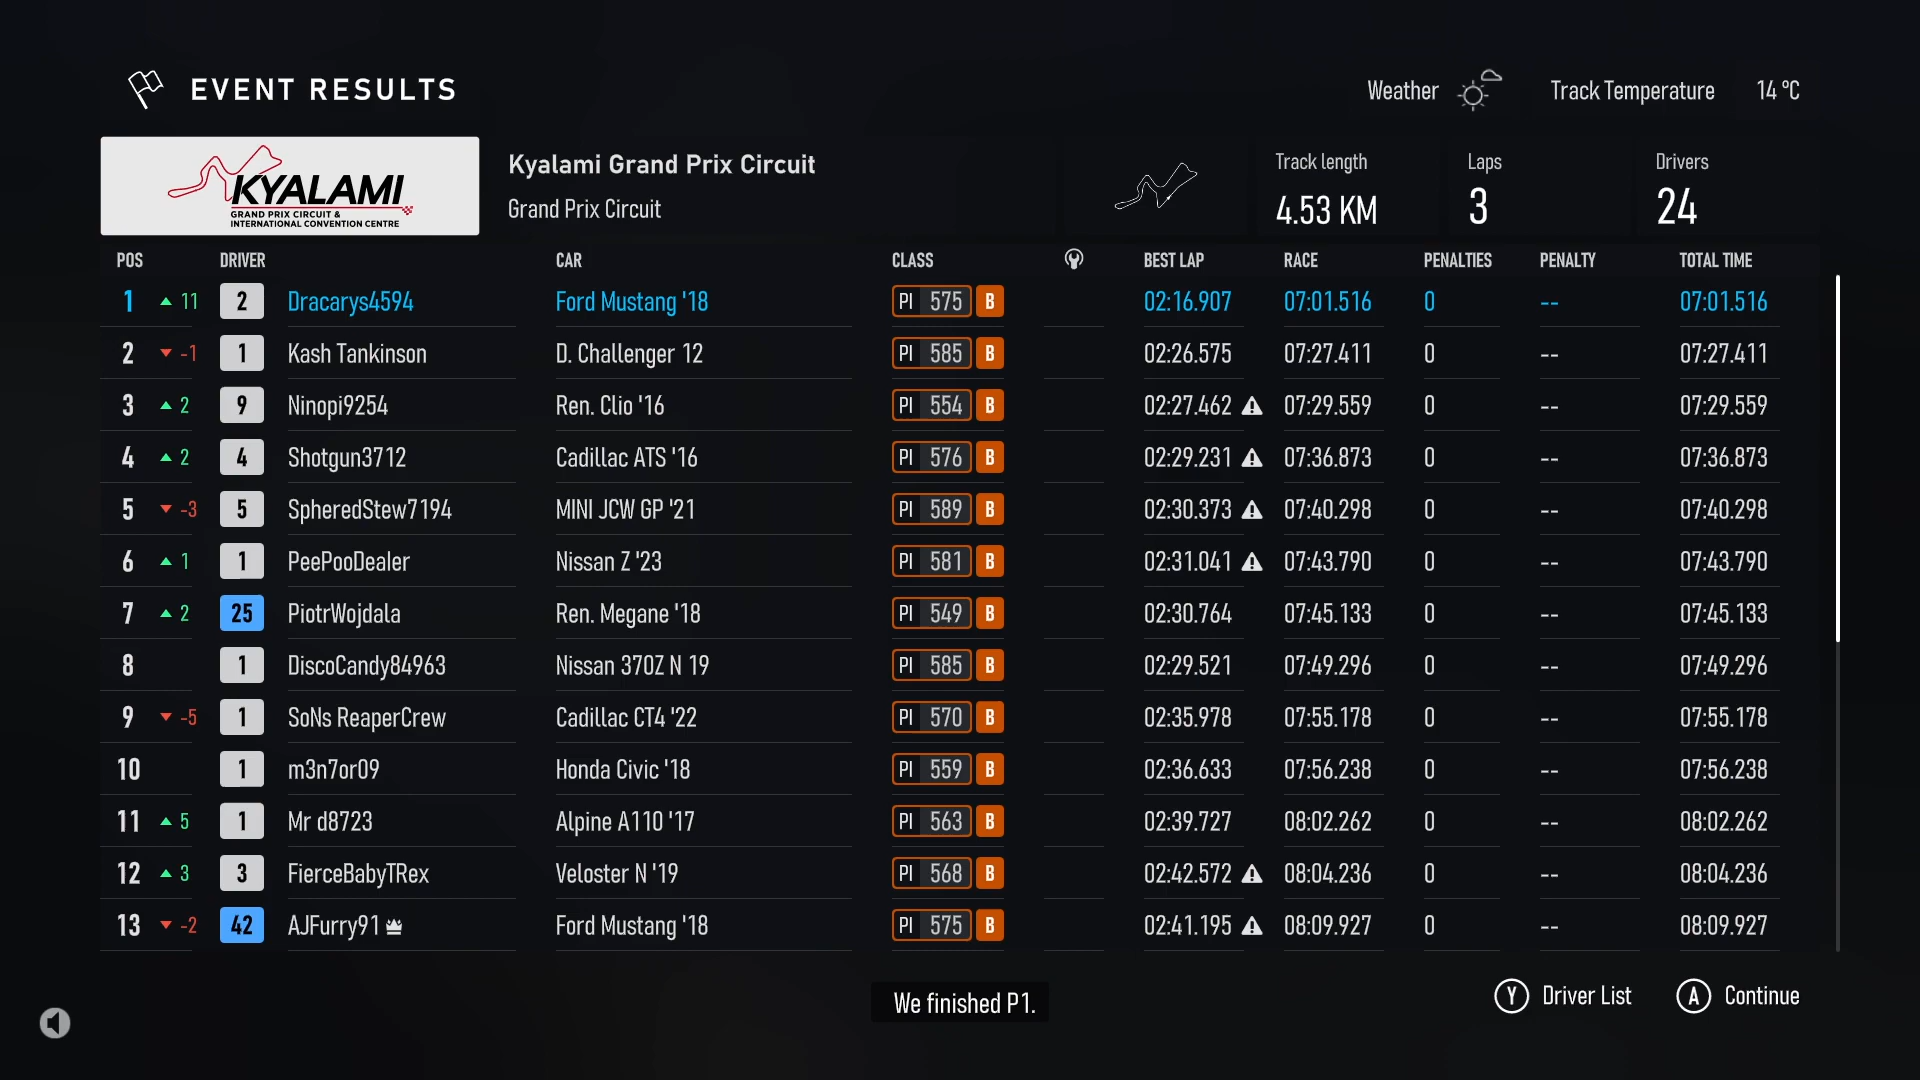 EVENT RESULTS
Weather Track Temperature 14 ºC
KYALAMI
GRAND PRIX CIRCUIT &
INTERNATIONAL CONVENTION CENTRE
Kyalami Grand Prix Circuit
Grand Prix Circuit
Track length Laps Drivers
4.53 KM 3 24
POS DRIVER CAR CLASS BEST LAP RACE PENALTIES PENALTY TOTAL TIME
1 11 2 Dracarys4594 Ford Mustang '18 PI 575 B 02:16.907 07:01.516 0 -- 07:01.516
2 -1 1 Kash Tankinson D. Challenger 12 PI 585 B 02:26.575 07:27.411 0 -- 07:27.411
3 2 9 Ninopi9254 Ren. Clio '16 PI 554 B 02:27.462 07:29.559 0 -- 07:29.559
4 2 4 Shotgun3712 Cadillac ATS '16 PI 576 B 02:29.231 07:36.873 0 -- 07:36.873
5 -3 5 SpheredStew7194 MINI JCW GP '21 PI 589 B 02:30.373 07:40.298 0 -- 07:40.298
6 1 1 PeePooDealer Nissan Z '23 PI 581 B 02:31.041 07:43.790 0 -- 07:43.790
7 2 25 PiotrWojdala Ren. Megane '18 PI 549 B 02:30.764 07:45.133 0 -- 07:45.133
8 1 DiscoCandy84963 Nissan 370Z N 19 PI 585 B 02:29.521 07:49.296 0 -- 07:49.296
9 -5 1 SoNs ReaperCrew Cadillac CT4 '22 PI 570 B 02:35.978 07:55.178 0 -- 07:55.178
10 1 m3n7or09 Honda Civic '18 PI 559 B 02:36.633 07:56.238 0 -- 07:56.238
11 5 1 Mr d8723 Alpine A110 '17 PI 563 B 02:39.727 08:02.262 0 -- 08:02.262
12 3 3 FierceBabyTRex Veloster N '19 PI 568 B 02:42.572 08:04.236 0 -- 08:04.236
13 -2 42 AJFurry91 Ford Mustang '18 PI 575 B 02:41.195 08:09.927 0 -- 08:09.927
We finished P1.
Y Driver List A Continue